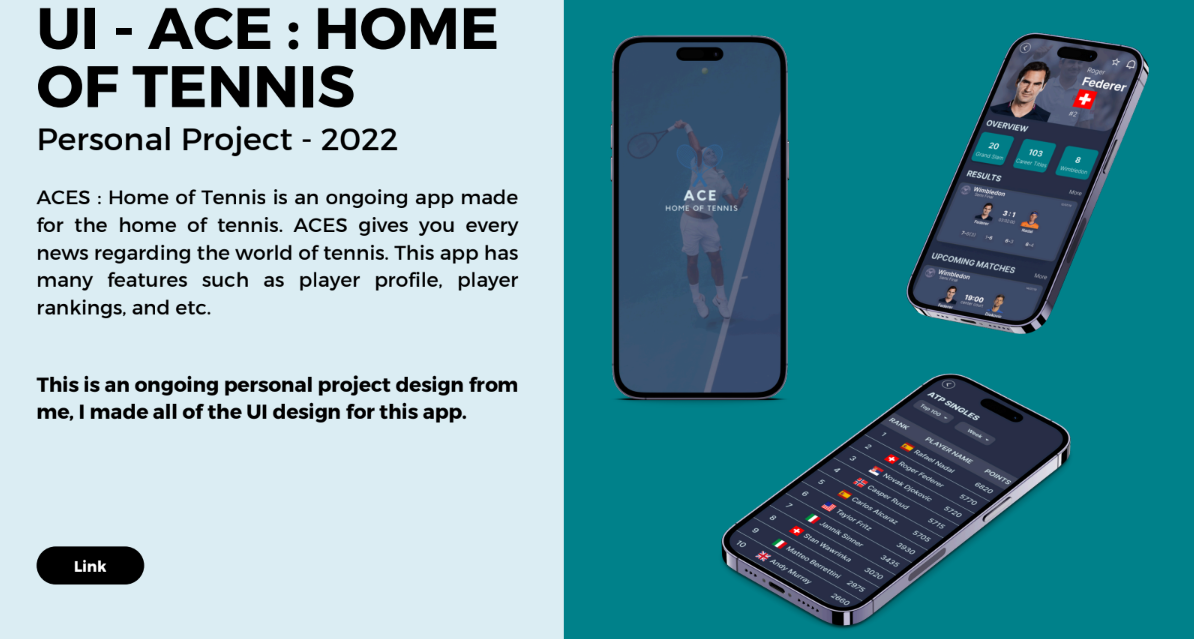 UI - ACE : HOME
OF TENNIS
Personal Project - 2022
ACES : Home of Tennis is an ongoing app made
for the home of tennis. ACES gives you every
news regarding the world of tennis. This app has
many features such as player profile, player
rankings, and etc.
This is an ongoing personal project design from
me, I made all of the UI design for this app.
Link
ACE
HOME OF TENNIS
Roger
Federer
#2
OVERVIEW
20
Grand Slam
103
Career Titles
8
Wimbledon
RESULTS
More
Wimbledon
Semi Final
3 : 1
Federer
Nadal
UPCOMING MATCHES
More
Wimbledon
Semi Final
19:00
Federer
ATP SINGLES
Top 100
Week
RANK PLAYER NAME POINTS
1 Rafael Nadal 6820
2 Roger Federer 5770
3 Novak Djokovic 5720
4 Casper Ruud 5715
5 Carlos Alcaraz 5705
6 Taylor Fritz 3930
7 Jannik Sinner 3435
8 Stan Wawrinka 3020
9 Matteo Berrettini 2975
10 Andy Murray 2660